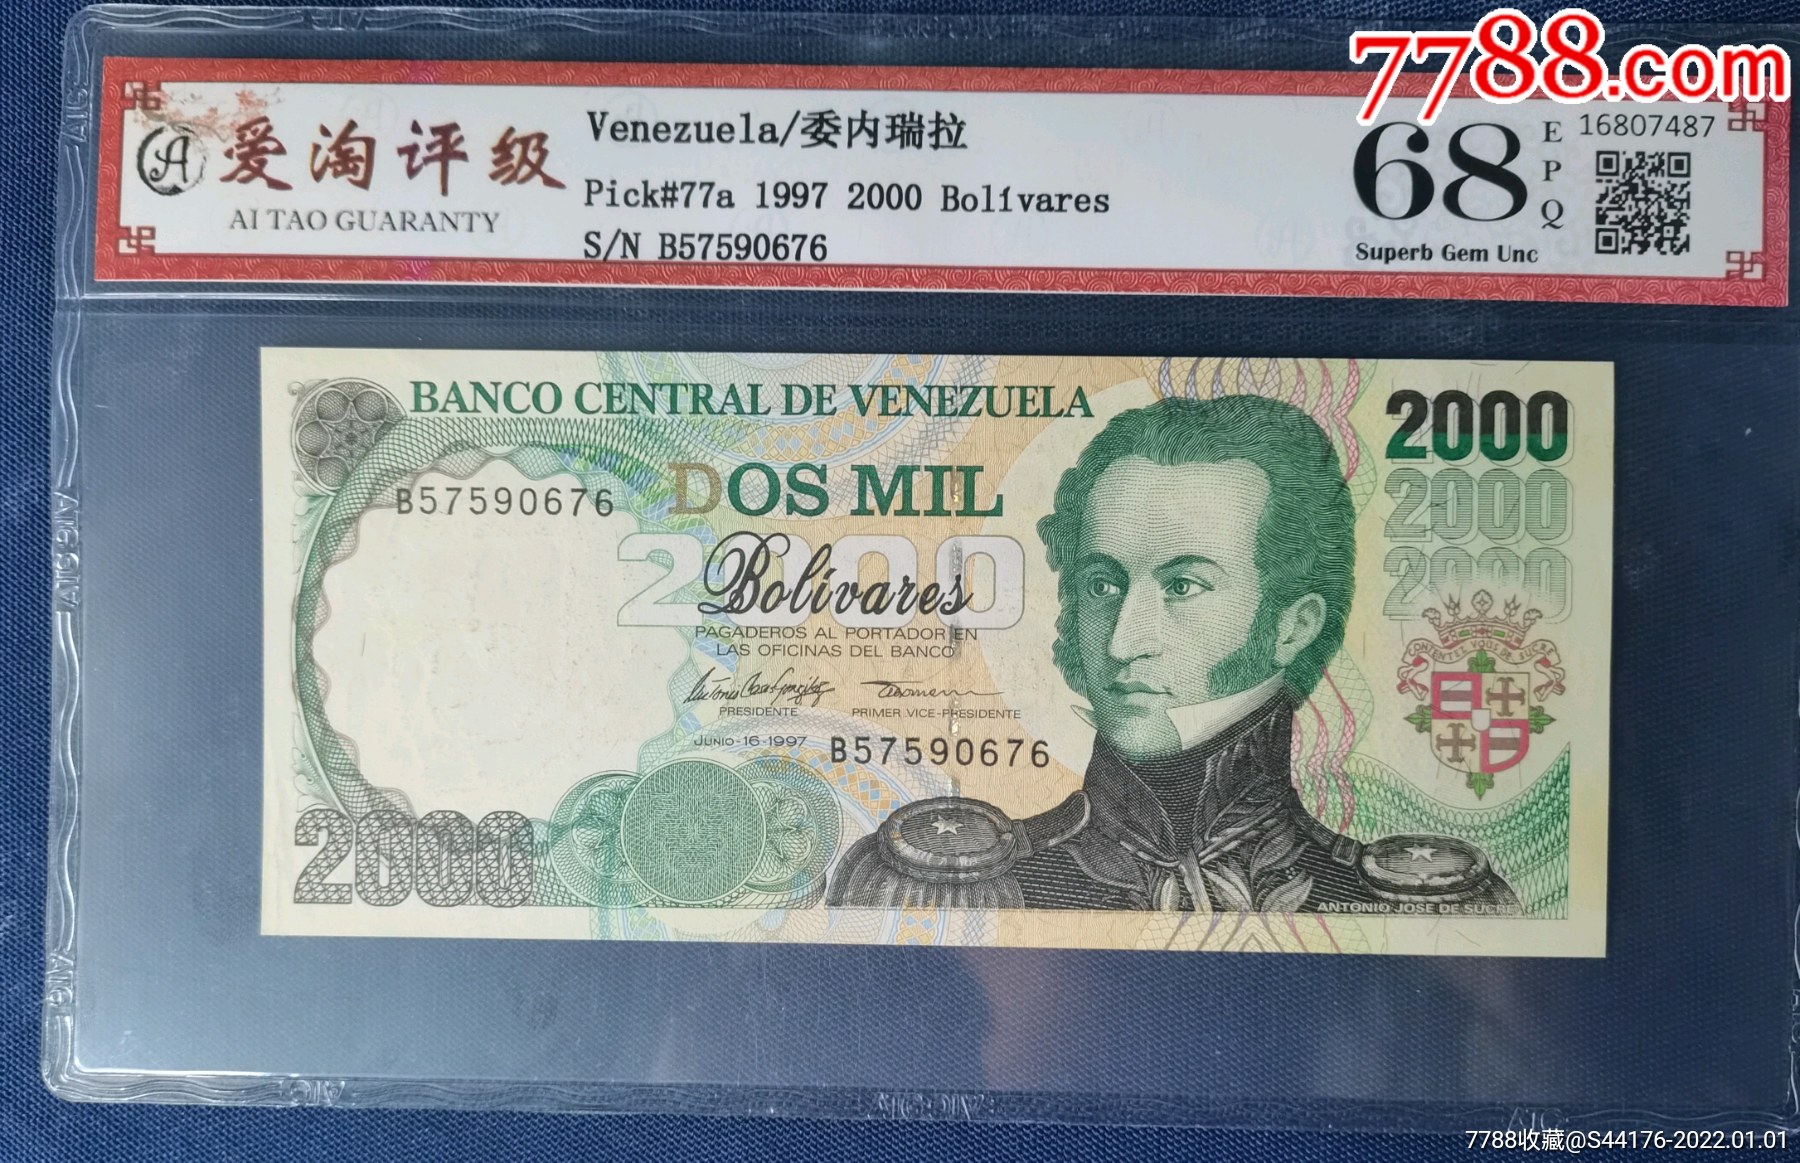 7788.com
爱淘评级
AI TAO GUARANTY
Venezuela/委内瑞拉
Pick#77a 1997 2000 Bolívares
S/N B57590676
68
EPQ
Superb Gem Unc
16807487
BANCO CENTRAL DE VENEZUELA
2000
2000
2000
B57590676
DOS MIL
2000
Bolívares
PAGADEROS AL PORTADOR EN
LAS OFICINAS DEL BANCO
PRESIDENTE
PRIMER VICE-PRESIDENTE
JUNIO-16-1997
B57590676
2000
ANTONIO JOSE DE SUCRE
7788收藏@S44176-2022.01.01